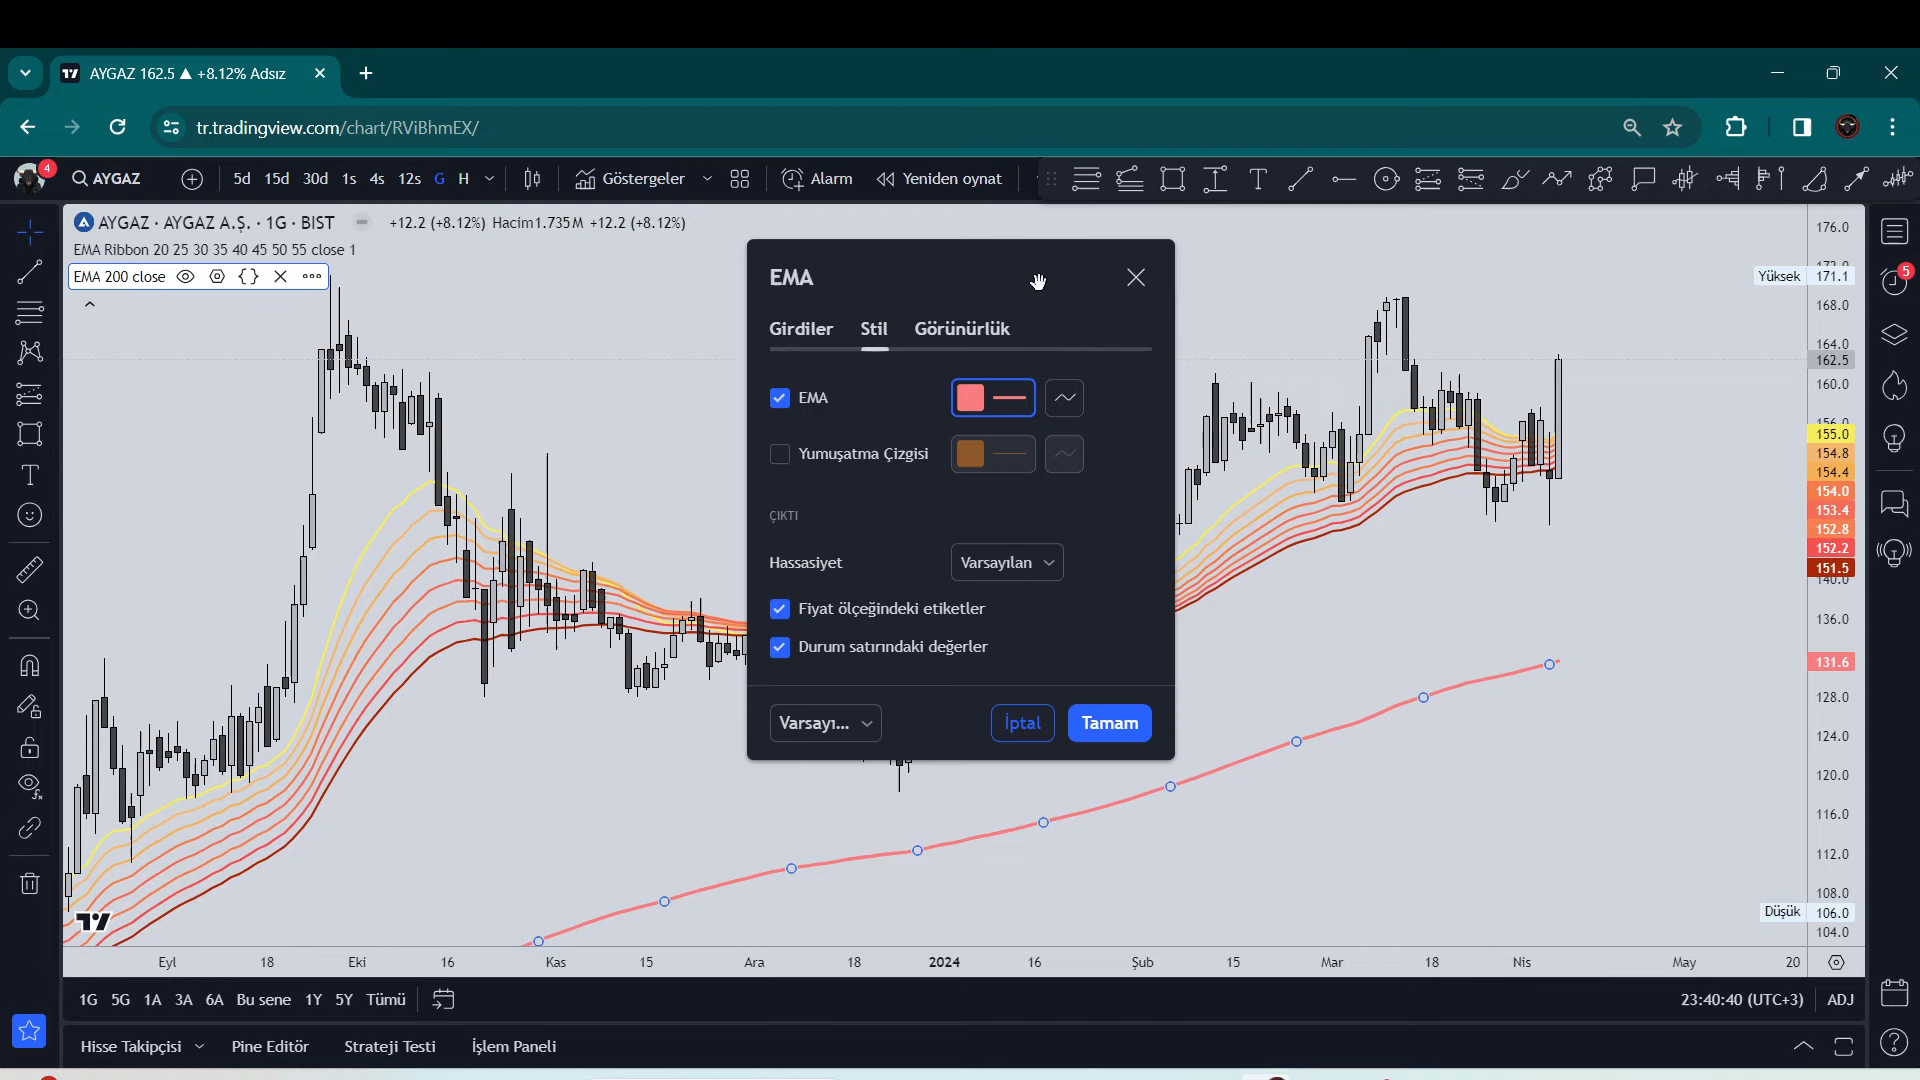 AYGAZ 162.5 ▲ +8.12% Adsız
tr.tradingview.com/chart/RViBhmEX/
4
AYGAZ
5d 15d 30d 1s 4s 12s G H
Göstergeler
Alarm
Yeniden oynat
AYGAZ · AYGAZ A.Ş. · 1G · BIST
+12.2 (+8.12%) Hacim1.735M +12.2 (+8.12%)
EMA Ribbon 20 25 30 35 40 45 50 55 close 1
EMA 200 close
EMA
Girdiler Stil Görünürlük
EMA
Yumuşatma Çizgisi
ÇIKTI
Hassasiyet
Varsayılan
Fiyat ölçeğindeki etiketler
Durum satırındaki değerler
Varsayı...
İptal
Tamam
176.0
Yüksek 171.1
5
168.0
164.0
162.5
160.0
155.0
154.8
154.4
154.0
153.4
152.8
152.2
151.5
140.0
136.0
131.6
128.0
124.0
120.0
116.0
112.0
108.0
Düşük 106.0
104.0
Eyl 18 Eki 16 Kas 15 Ara 18 2024 16 Şub 15 Mar 18 Nis May 20
1G 5G 1A 3A 6A Bu sene 1Y 5Y Tümü
23:40:40 (UTC+3) ADJ
Hisse Takipçisi Pine Editör Strateji Testi İşlem Paneli